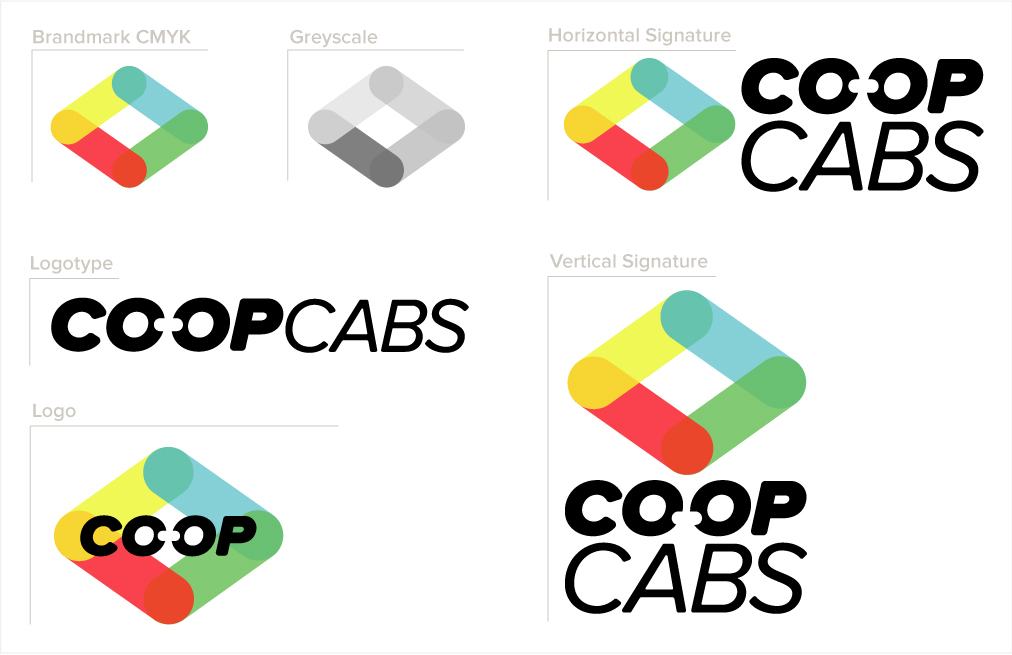 Brandmark CMYK
Greyscale
Horizontal Signature
COOP
CABS
Logotype
COOPCABS
Vertical Signature
COOP
CABS
Logo
COOP